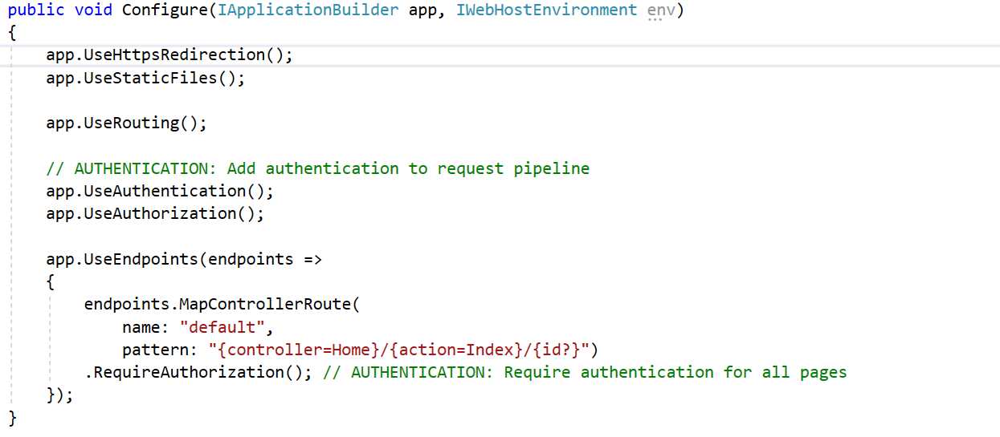 public void Configure(IApplicationBuilder app, IWebHostEnvironment env)
{
app.UseHttpsRedirection();
app.UseStaticFiles();
app.UseRouting();
// AUTHENTICATION: Add authentication to request pipeline
app.UseAuthentication();
app.UseAuthorization();
app.UseEndpoints(endpoints =>
{
endpoints.MapControllerRoute(
name: "default",
pattern: "{controller=Home}/{action=Index}/{id?}")
.RequireAuthorization(); // AUTHENTICATION: Require authentication for all pages
});
}